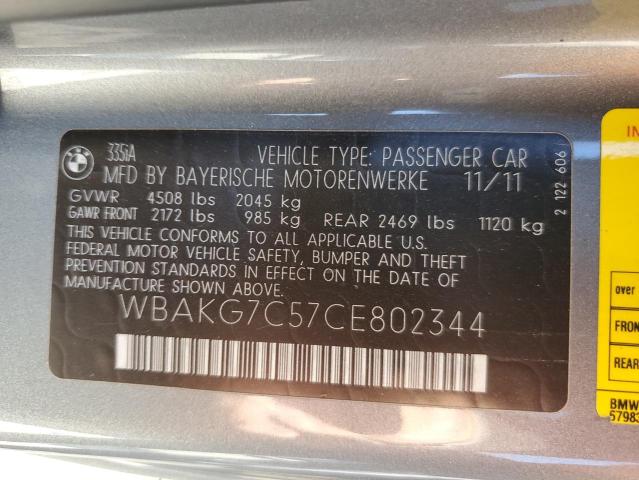 335iA
VEHICLE TYPE: PASSENGER CAR
MFD BY BAYERISCHE MOTORENWERKE 11/11
GVWR 4508 lbs 2045 kg
GAWR FRONT 2172 lbs 985 kg REAR 2469 lbs 1120 kg
THIS VEHICLE CONFORMS TO ALL APPLICABLE U.S.
FEDERAL MOTOR VEHICLE SAFETY, BUMPER AND THEFT
PREVENTION STANDARDS IN EFFECT ON THE DATE OF
MANUFACTURE SHOWN ABOVE.
WBAKG7C57CE802344
2 122 606
over
FRON
REAR
BMW